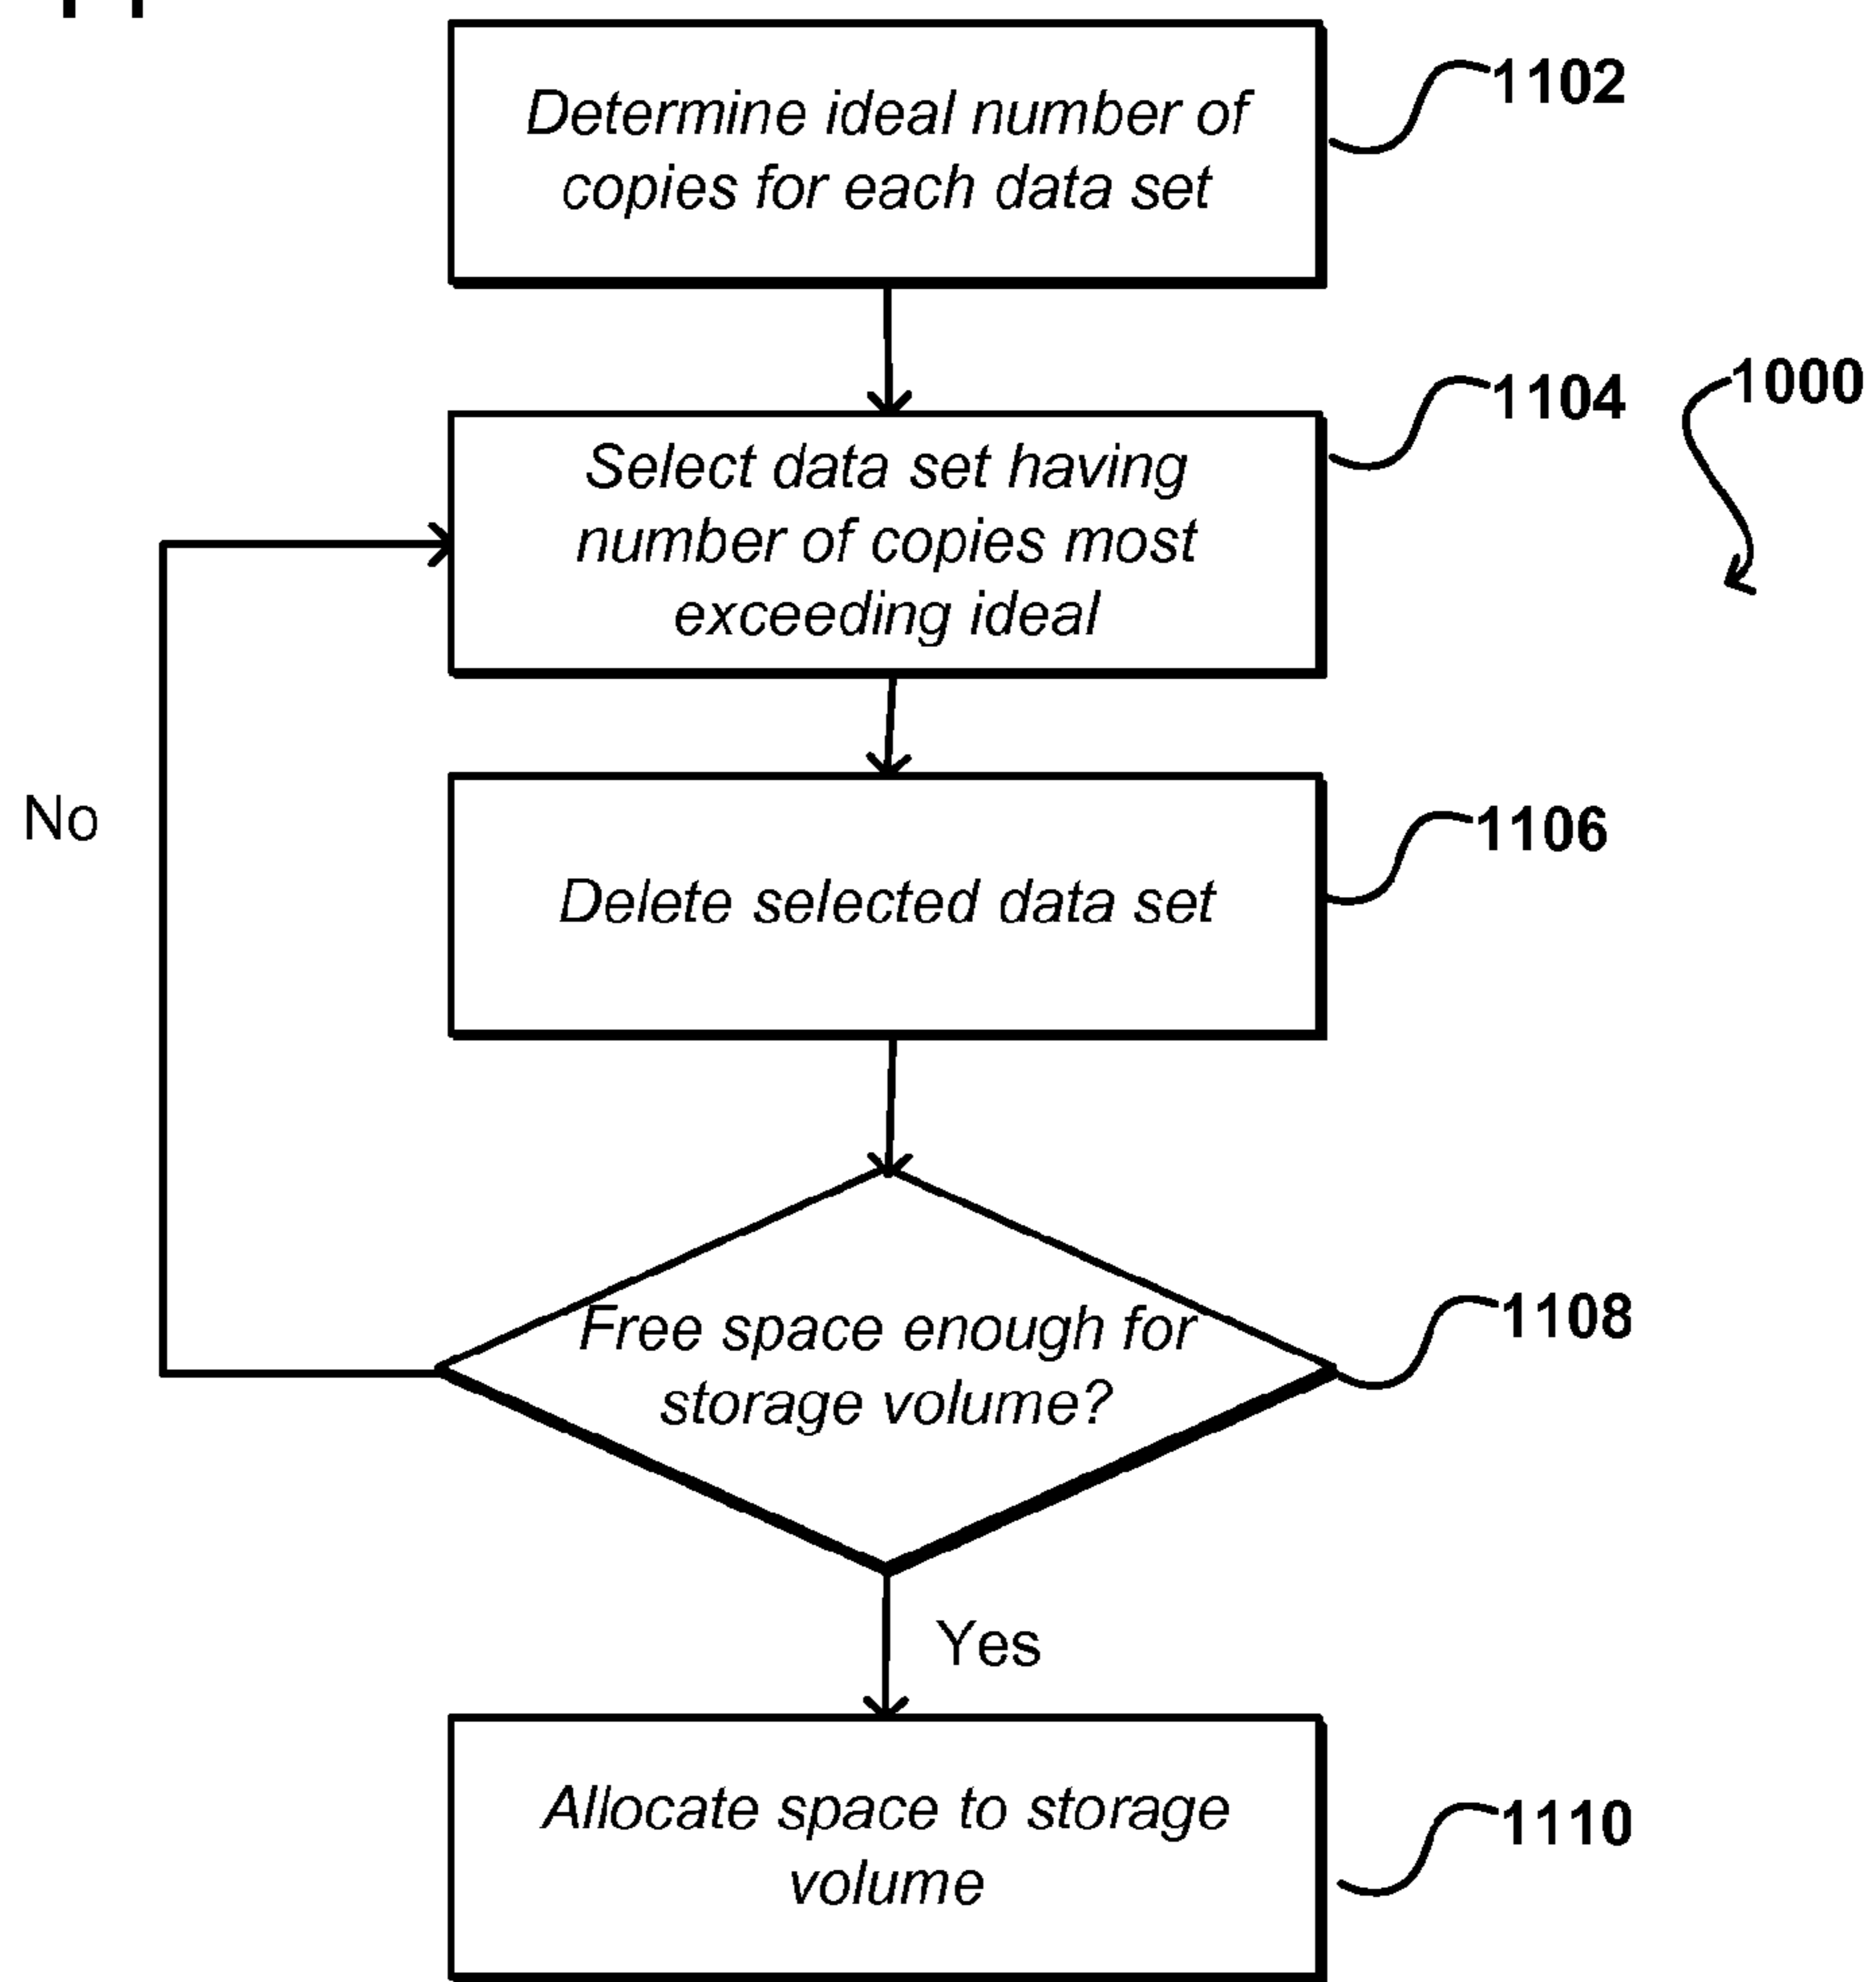 Determine ideal number of
copies for each data set
1102
Select data set having
number of copies most
exceeding ideal
1104
1000
No
Delete selected data set
1106
Free space enough for
storage volume?
1108
Yes
Allocate space to storage
volume
1110